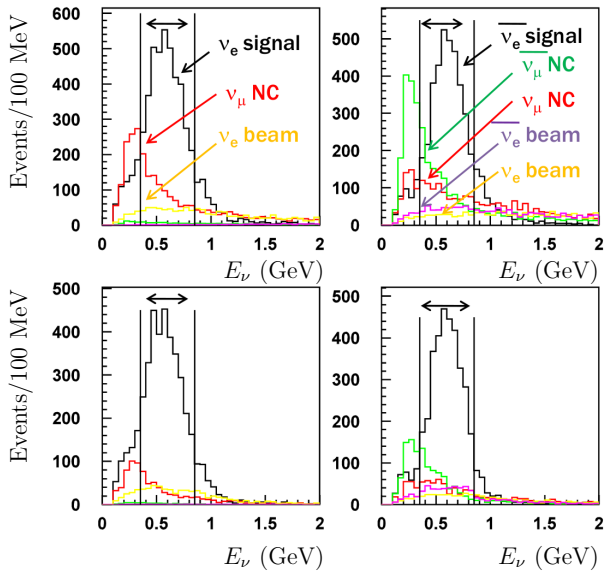 600
500
400
300
200
100
0
Events/100 MeV
νe signal
νμ NC
νe beam
0 0.5 1 1.5 2
Eν (GeV)
500
400
300
200
100
0
ν̅e̅ signal
ν̅μ̅ NC
νμ NC
ν̅e̅ beam
νe beam
0 0.5 1 1.5 2
Eν (GeV)
400
300
200
100
0
Events/100 MeV
0 0.5 1 1.5 2
Eν (GeV)
500
400
300
200
100
0
0 0.5 1 1.5 2
Eν (GeV)